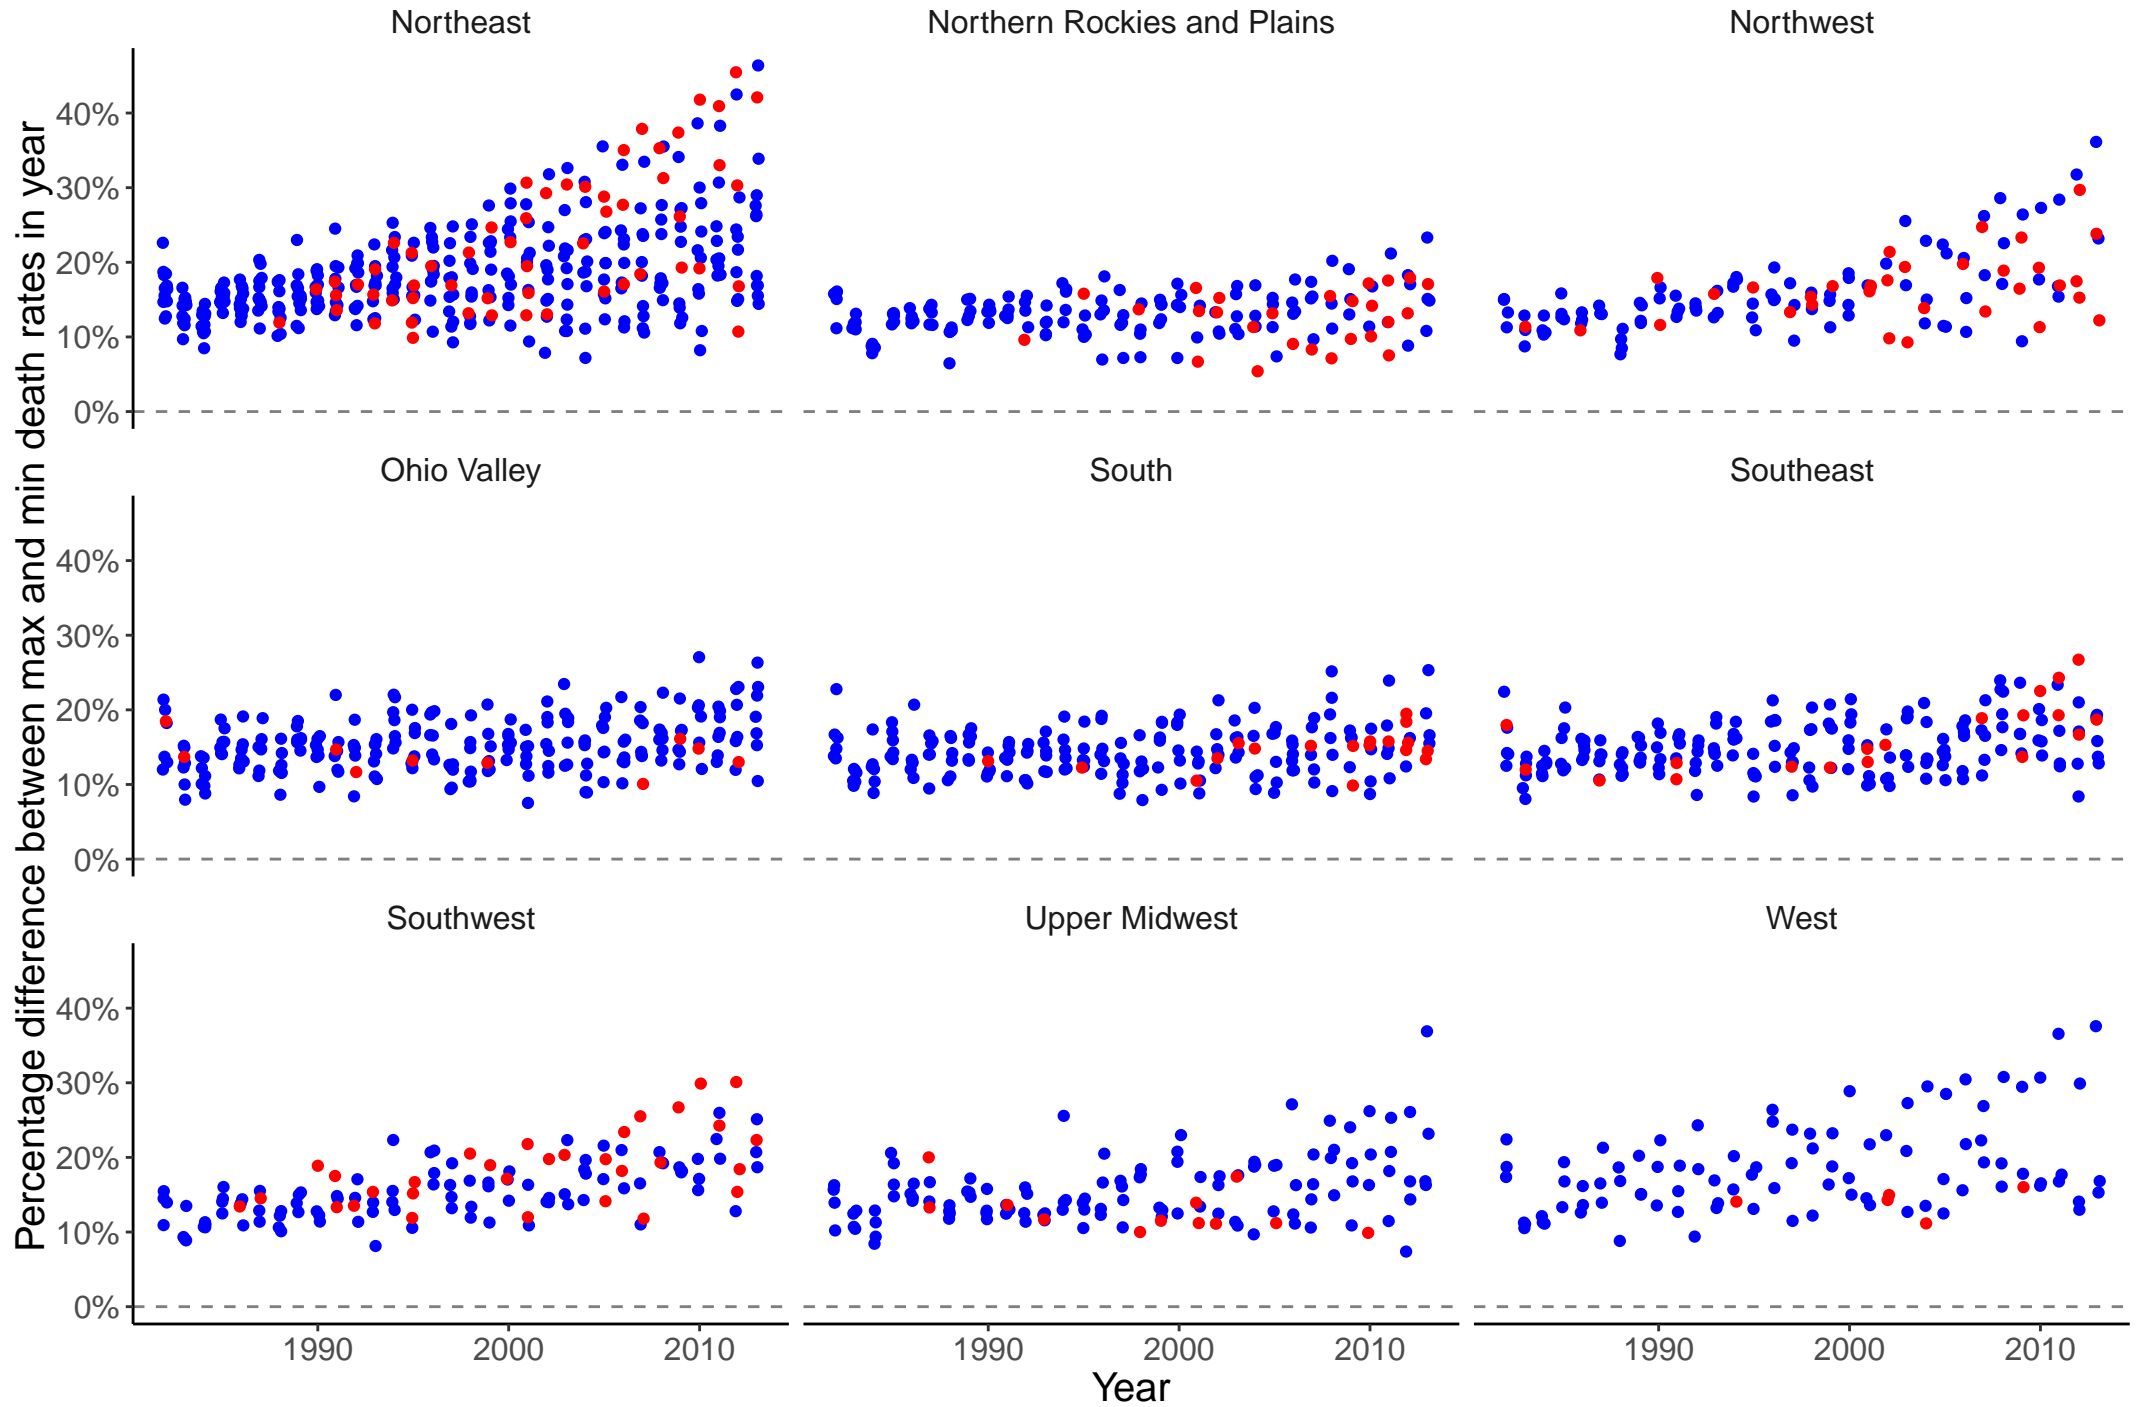 Northeast
Northern Rockies and Plains
Northwest
40%
30%
20%
10%
0%
Ohio Valley
South
Southeast
40%
30%
20%
10%
0%
Southwest
Upper Midwest
West
40%
30%
20%
10%
0%
1990 2000 2010
1990 2000 2010
1990 2000 2010
Year
Percentage difference between max and min death rates in year